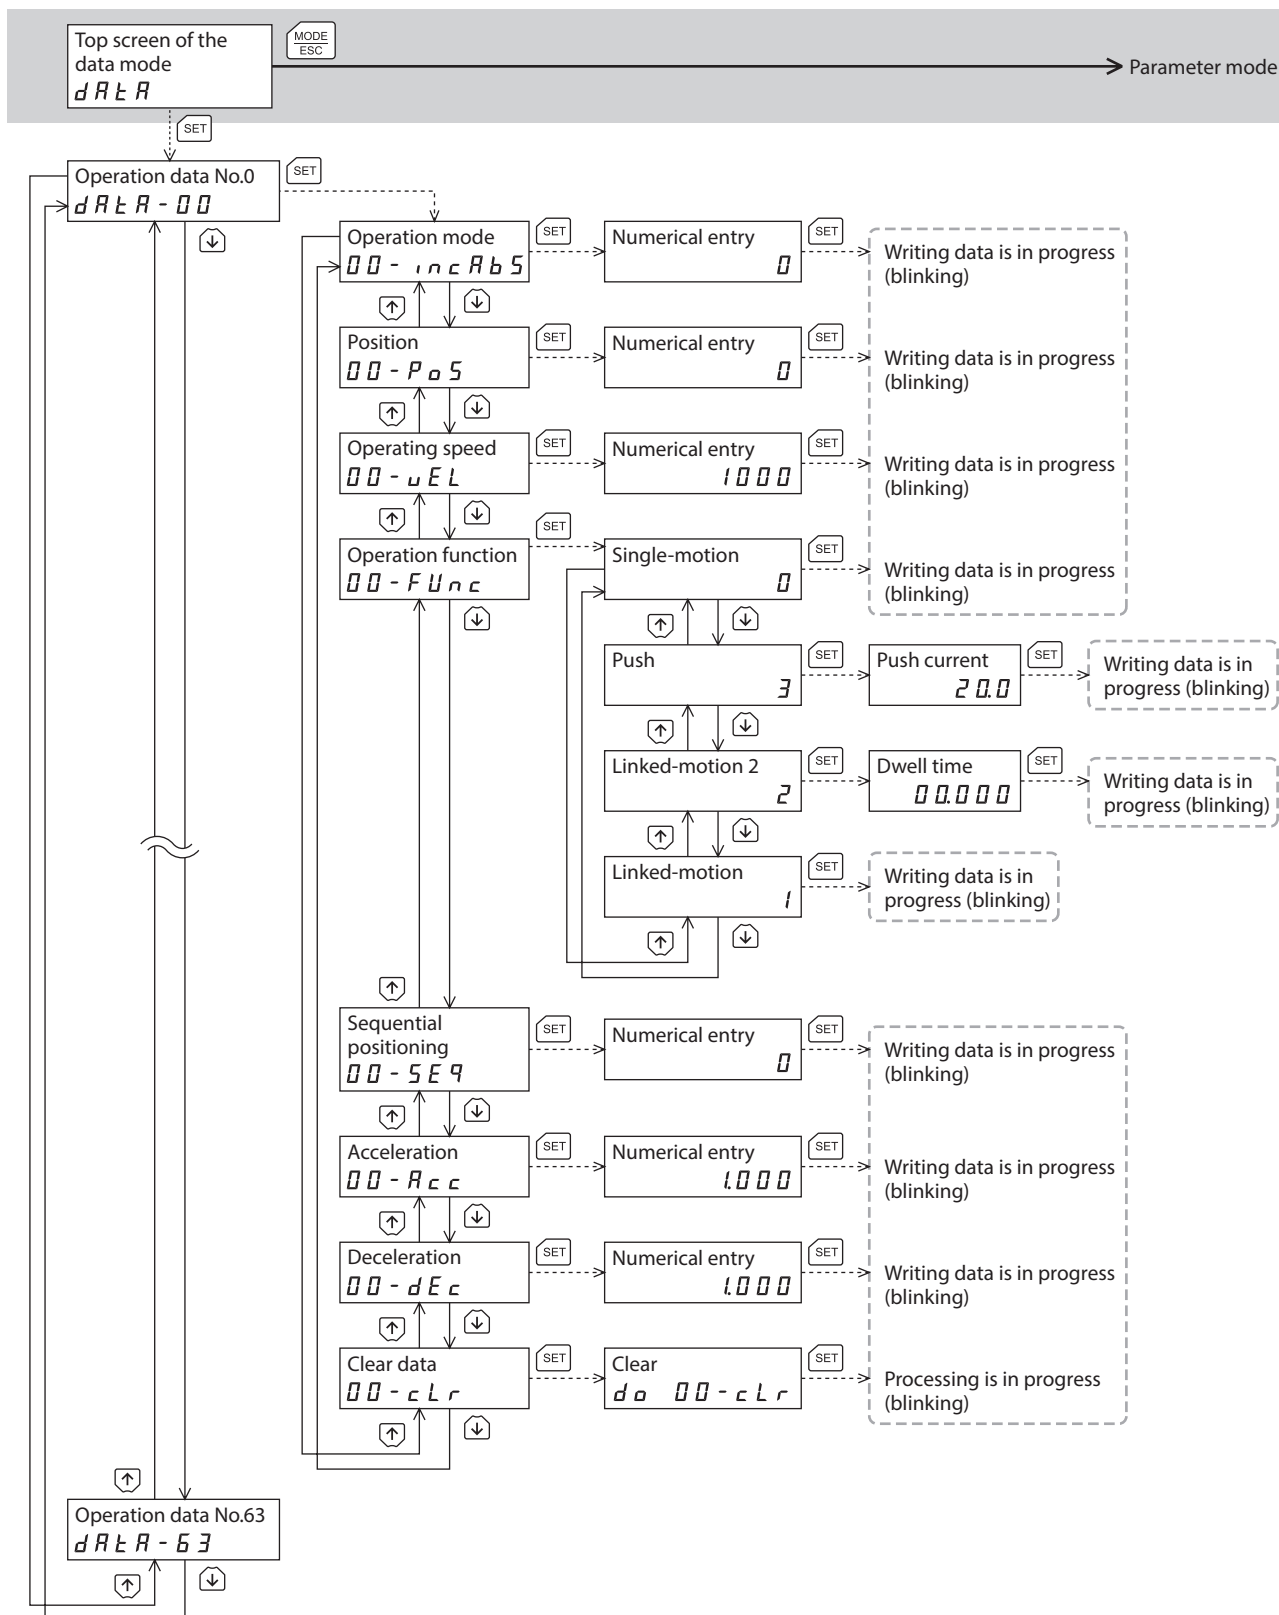 Top screen of the
data mode
dAtA
MODE
ESC
Parameter mode
SET
Operation data No.0
dAtA-00
SET
Operation mode
00-incAbS
SET
Numerical entry
0
SET
Writing data is in progress
(blinking)
Position
00-PoS
SET
Numerical entry
0
SET
Writing data is in progress
(blinking)
Operating speed
00-vEL
SET
Numerical entry
1000
SET
Writing data is in progress
(blinking)
Operation function
00-FUnc
SET
Single-motion
0
SET
Writing data is in progress
(blinking)
Push
3
SET
Push current
20.0
SET
Writing data is in
progress (blinking)
Linked-motion 2
2
SET
Dwell time
00.000
SET
Writing data is in
progress (blinking)
Linked-motion
1
SET
Writing data is in
progress (blinking)
Sequential
positioning
00-SEq
SET
Numerical entry
0
SET
Writing data is in progress
(blinking)
Acceleration
00-Acc
SET
Numerical entry
1.000
SET
Writing data is in progress
(blinking)
Deceleration
00-dEc
SET
Numerical entry
1.000
SET
Writing data is in progress
(blinking)
Clear data
00-cLr
SET
Clear
do 00-cLr
SET
Processing is in progress
(blinking)
Operation data No.63
dAtA-63